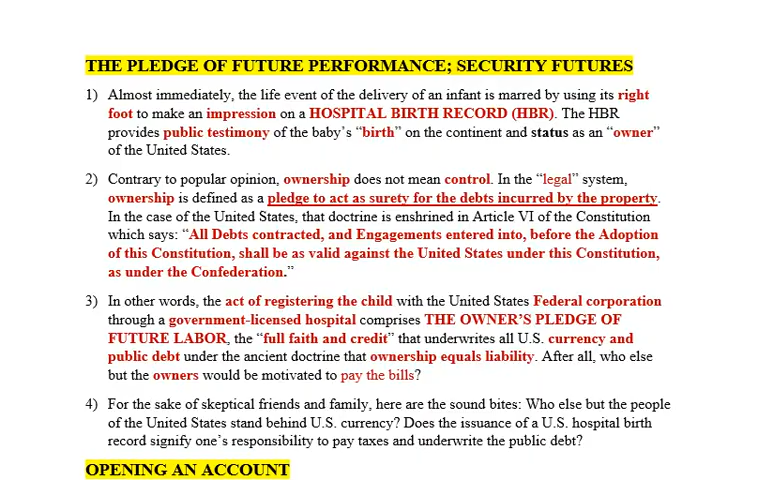 THE PLEDGE OF FUTURE PERFORMANCE; SECURITY FUTURES
1) Almost immediately, the life event of the delivery of an infant is marred by using its right
foot to make an impression on a HOSPITAL BIRTH RECORD (HBR). The HBR
provides public testimony of the baby's "birth" on the continent and status as an "owner"
of the United States.
2) Contrary to popular opinion, ownership does not mean control. In the "legal" system,
ownership is defined as a pledge to act as surety for the debts incurred by the property.
In the case of the United States, that doctrine is enshrined in Article VI of the Constitution
which says: "All Debts contracted, and Engagements entered into, before the Adoption
of this Constitution, shall be as valid against the United States under this Constitution,
as under the Confederation."
3) In other words, the act of registering the child with the United States Federal corporation
through a government-licensed hospital comprises THE OWNER'S PLEDGE OF
FUTURE LABOR, the "full faith and credit" that underwrites all U.S. currency and
public debt under the ancient doctrine that ownership equals liability. After all, who else
but the owners would be motivated to pay the bills?
4) For the sake of skeptical friends and family, here are the sound bites: Who else but the people
of the United States stand behind U.S. currency? Does the issuance of a U.S. hospital birth
record signify one's responsibility to pay taxes and underwrite the public debt?
OPENING AN ACCOUNT